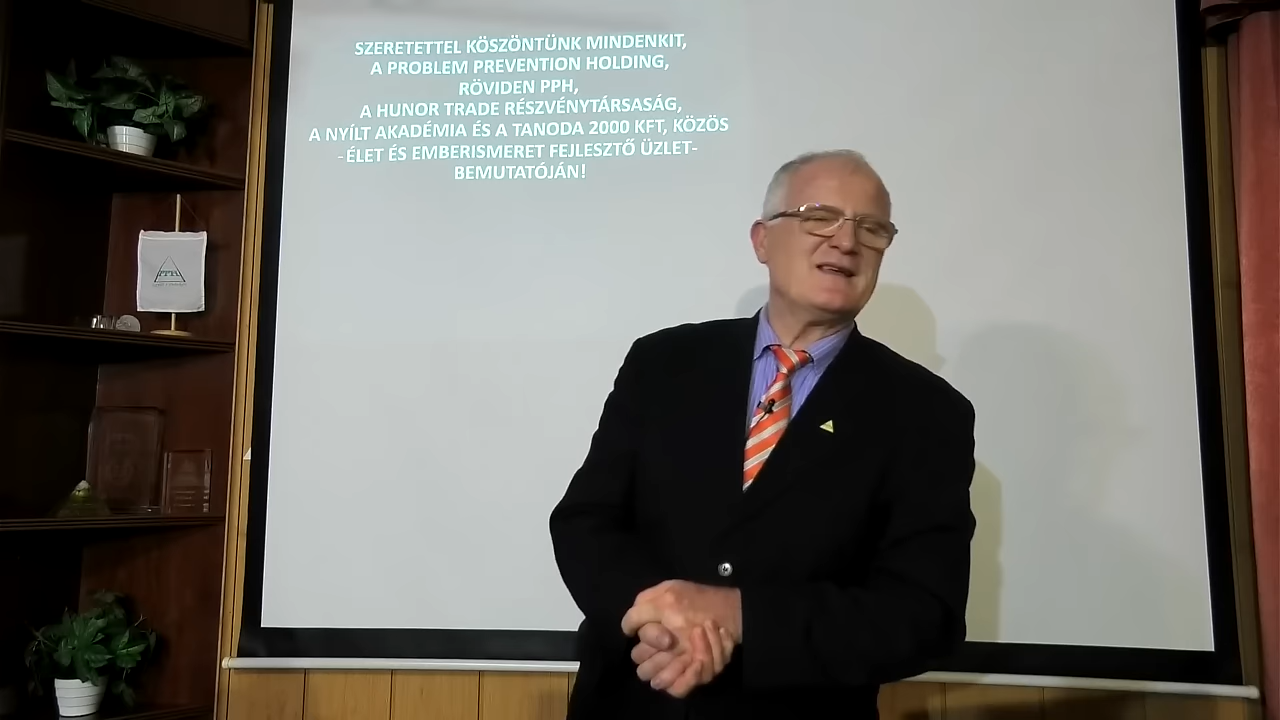 SZERETETTEL KÖSZÖNTÜNK MINDENKIT,
A PROBLEM PREVENTION HOLDING,
RÖVIDEN PPH,
A HUNOR TRADE RÉSZVÉNYTÁRSASÁG,
A NYÍLT AKADÉMIA ÉS A TANODA 2000 KFT, KÖZÖS
-ÉLET ÉS EMBERISMERET FEJLESZTŐ ÜZLET-
BEMUTATÓJÁN!
PPH